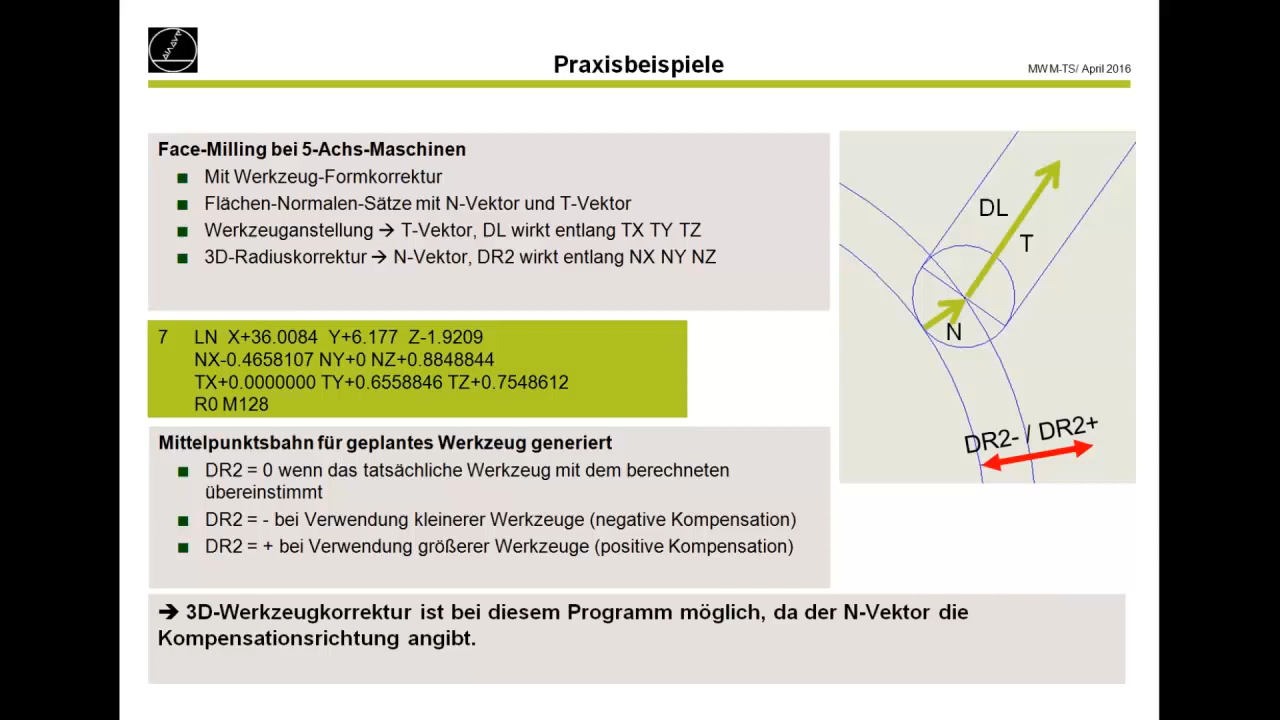 Praxisbeispiele
MWM-TS/ April 2016
Face-Milling bei 5-Achs-Maschinen
Mit Werkzeug-Formkorrektur
Flächen-Normalen-Sätze mit N-Vektor und T-Vektor
Werkzeuganstellung → T-Vektor, DL wirkt entlang TX TY TZ
3D-Radiuskorrektur → N-Vektor, DR2 wirkt entlang NX NY NZ
7 LN X+36.0084 Y+6.177 Z-1.9209
NX-0.4658107 NY+0 NZ+0.8848844
TX+0.0000000 TY+0.6558846 TZ+0.7548612
R0 M128
Mittelpunktsbahn für geplantes Werkzeug generiert
DR2 = 0 wenn das tatsächliche Werkzeug mit dem berechneten
übereinstimmt
DR2 = - bei Verwendung kleinerer Werkzeuge (negative Kompensation)
DR2 = + bei Verwendung größerer Werkzeuge (positive Kompensation)
→ 3D-Werkzeugkorrektur ist bei diesem Programm möglich, da der N-Vektor die
Kompensationsrichtung angibt.
DL
T
N
DR2- / DR2+